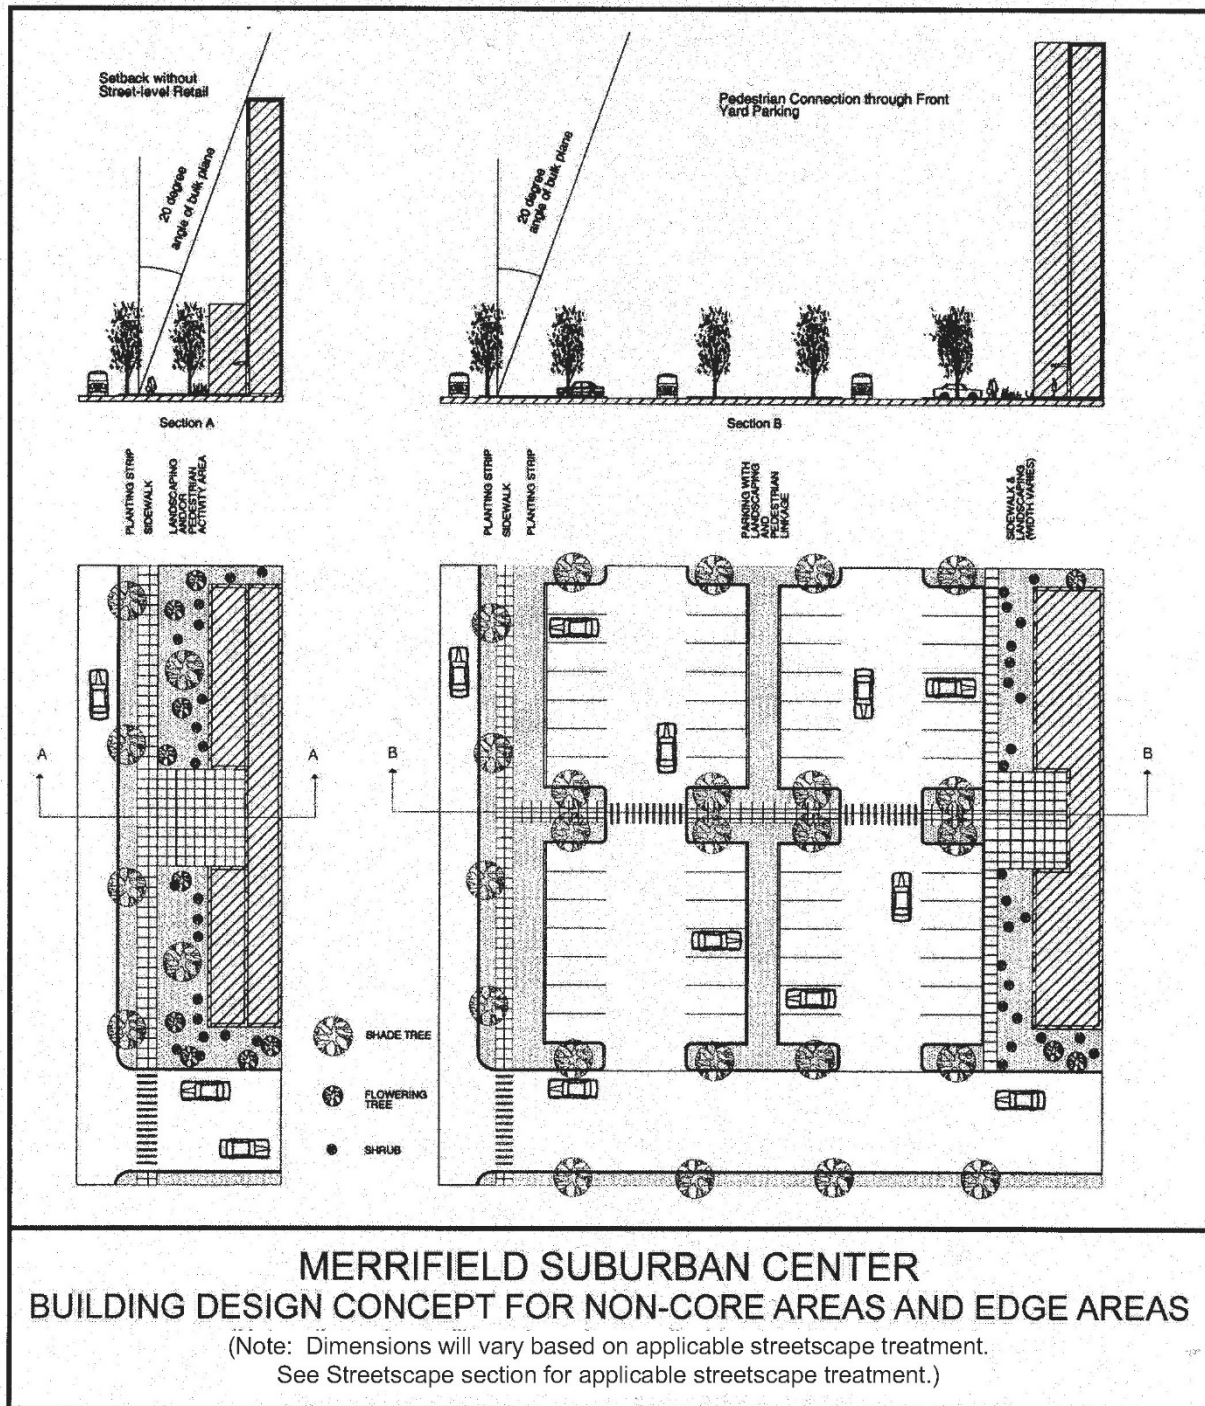 Setback without
Street-level Retail
20 degree
angle of bulk plane
Section A
Pedestrian Connection through Front
Yard Parking
20 degree
angle of bulk plane
Section B
PLANTING STRIP
SIDEWALK
LANDSCAPING
AND/OR
PEDESTRIAN
ACTIVITY AREA
PLANTING STRIP
SIDEWALK
PLANTING STRIP
PARKING WITH
LANDSCAPING
AND
PEDESTRIAN
LINKAGE
SIDEWALK &
LANDSCAPING
(WIDTH VARIES)
A
A
B
B
SHADE TREE
FLOWERING
TREE
SHRUB
MERRIFIELD SUBURBAN CENTER
BUILDING DESIGN CONCEPT FOR NON-CORE AREAS AND EDGE AREAS
(Note: Dimensions will vary based on applicable streetscape treatment.
See Streetscape section for applicable streetscape treatment.)